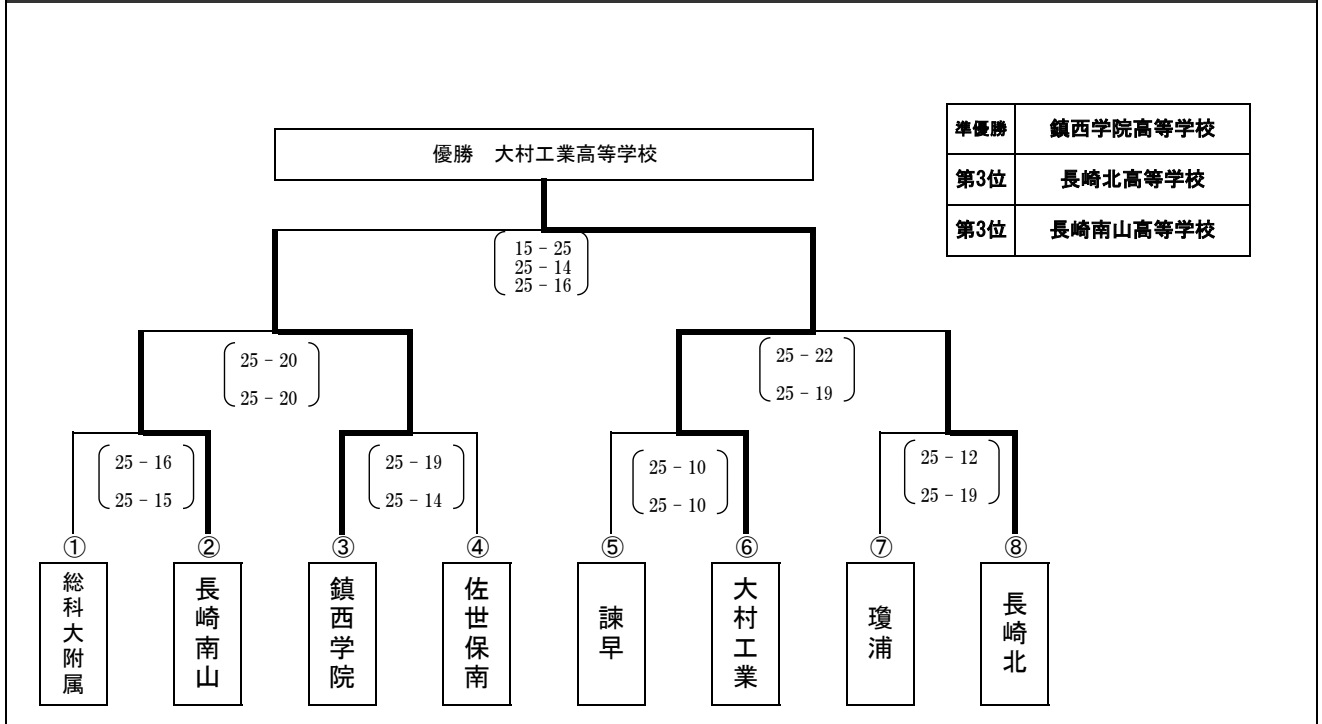 優勝　大村工業高等学校
準優勝　鎮西学院高等学校
第3位　長崎北高等学校
第3位　長崎南山高等学校
15 - 25
25 - 14
25 - 16
25 - 20
25 - 20
25 - 22
25 - 19
25 - 16
25 - 15
25 - 19
25 - 14
25 - 10
25 - 10
25 - 12
25 - 19
①
②
③
④
⑤
⑥
⑦
⑧
総科大附属
長崎南山
鎮西学院
佐世保南
諫早
大村工業
瓊浦
長崎北